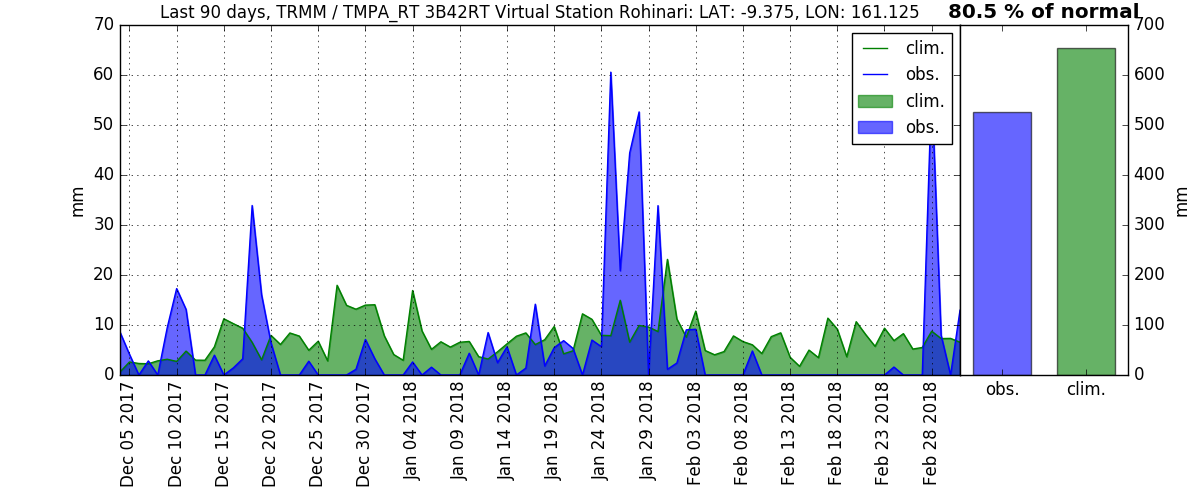 Last 90 days, TRMM / TMPA_RT 3B42RT Virtual Station Rohinari: LAT: -9.375, LON: 161.125
80.5 % of normal
70
60
50
40
30
20
10
0
mm
clim.
obs.
clim.
obs.
Dec 05 2017
Dec 10 2017
Dec 15 2017
Dec 20 2017
Dec 25 2017
Dec 30 2017
Jan 04 2018
Jan 09 2018
Jan 14 2018
Jan 19 2018
Jan 24 2018
Jan 29 2018
Feb 03 2018
Feb 08 2018
Feb 13 2018
Feb 18 2018
Feb 23 2018
Feb 28 2018
700
600
500
400
300
200
100
0
mm
obs.
clim.